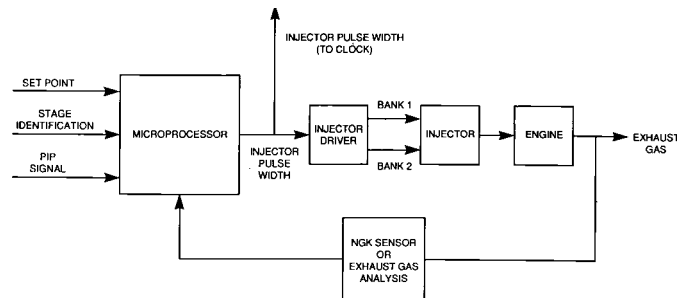 INJECTOR PULSE WIDTH
(TO CLOCK)
SET POINT
STAGE
IDENTIFICATION
PIP
SIGNAL
MICROPROCESSOR
INJECTOR
PULSE
WIDTH
INJECTOR
DRIVER
BANK 1
BANK 2
INJECTOR
ENGINE
EXHAUST
GAS
NGK SENSOR
OR
EXHAUST GAS
ANALYSIS